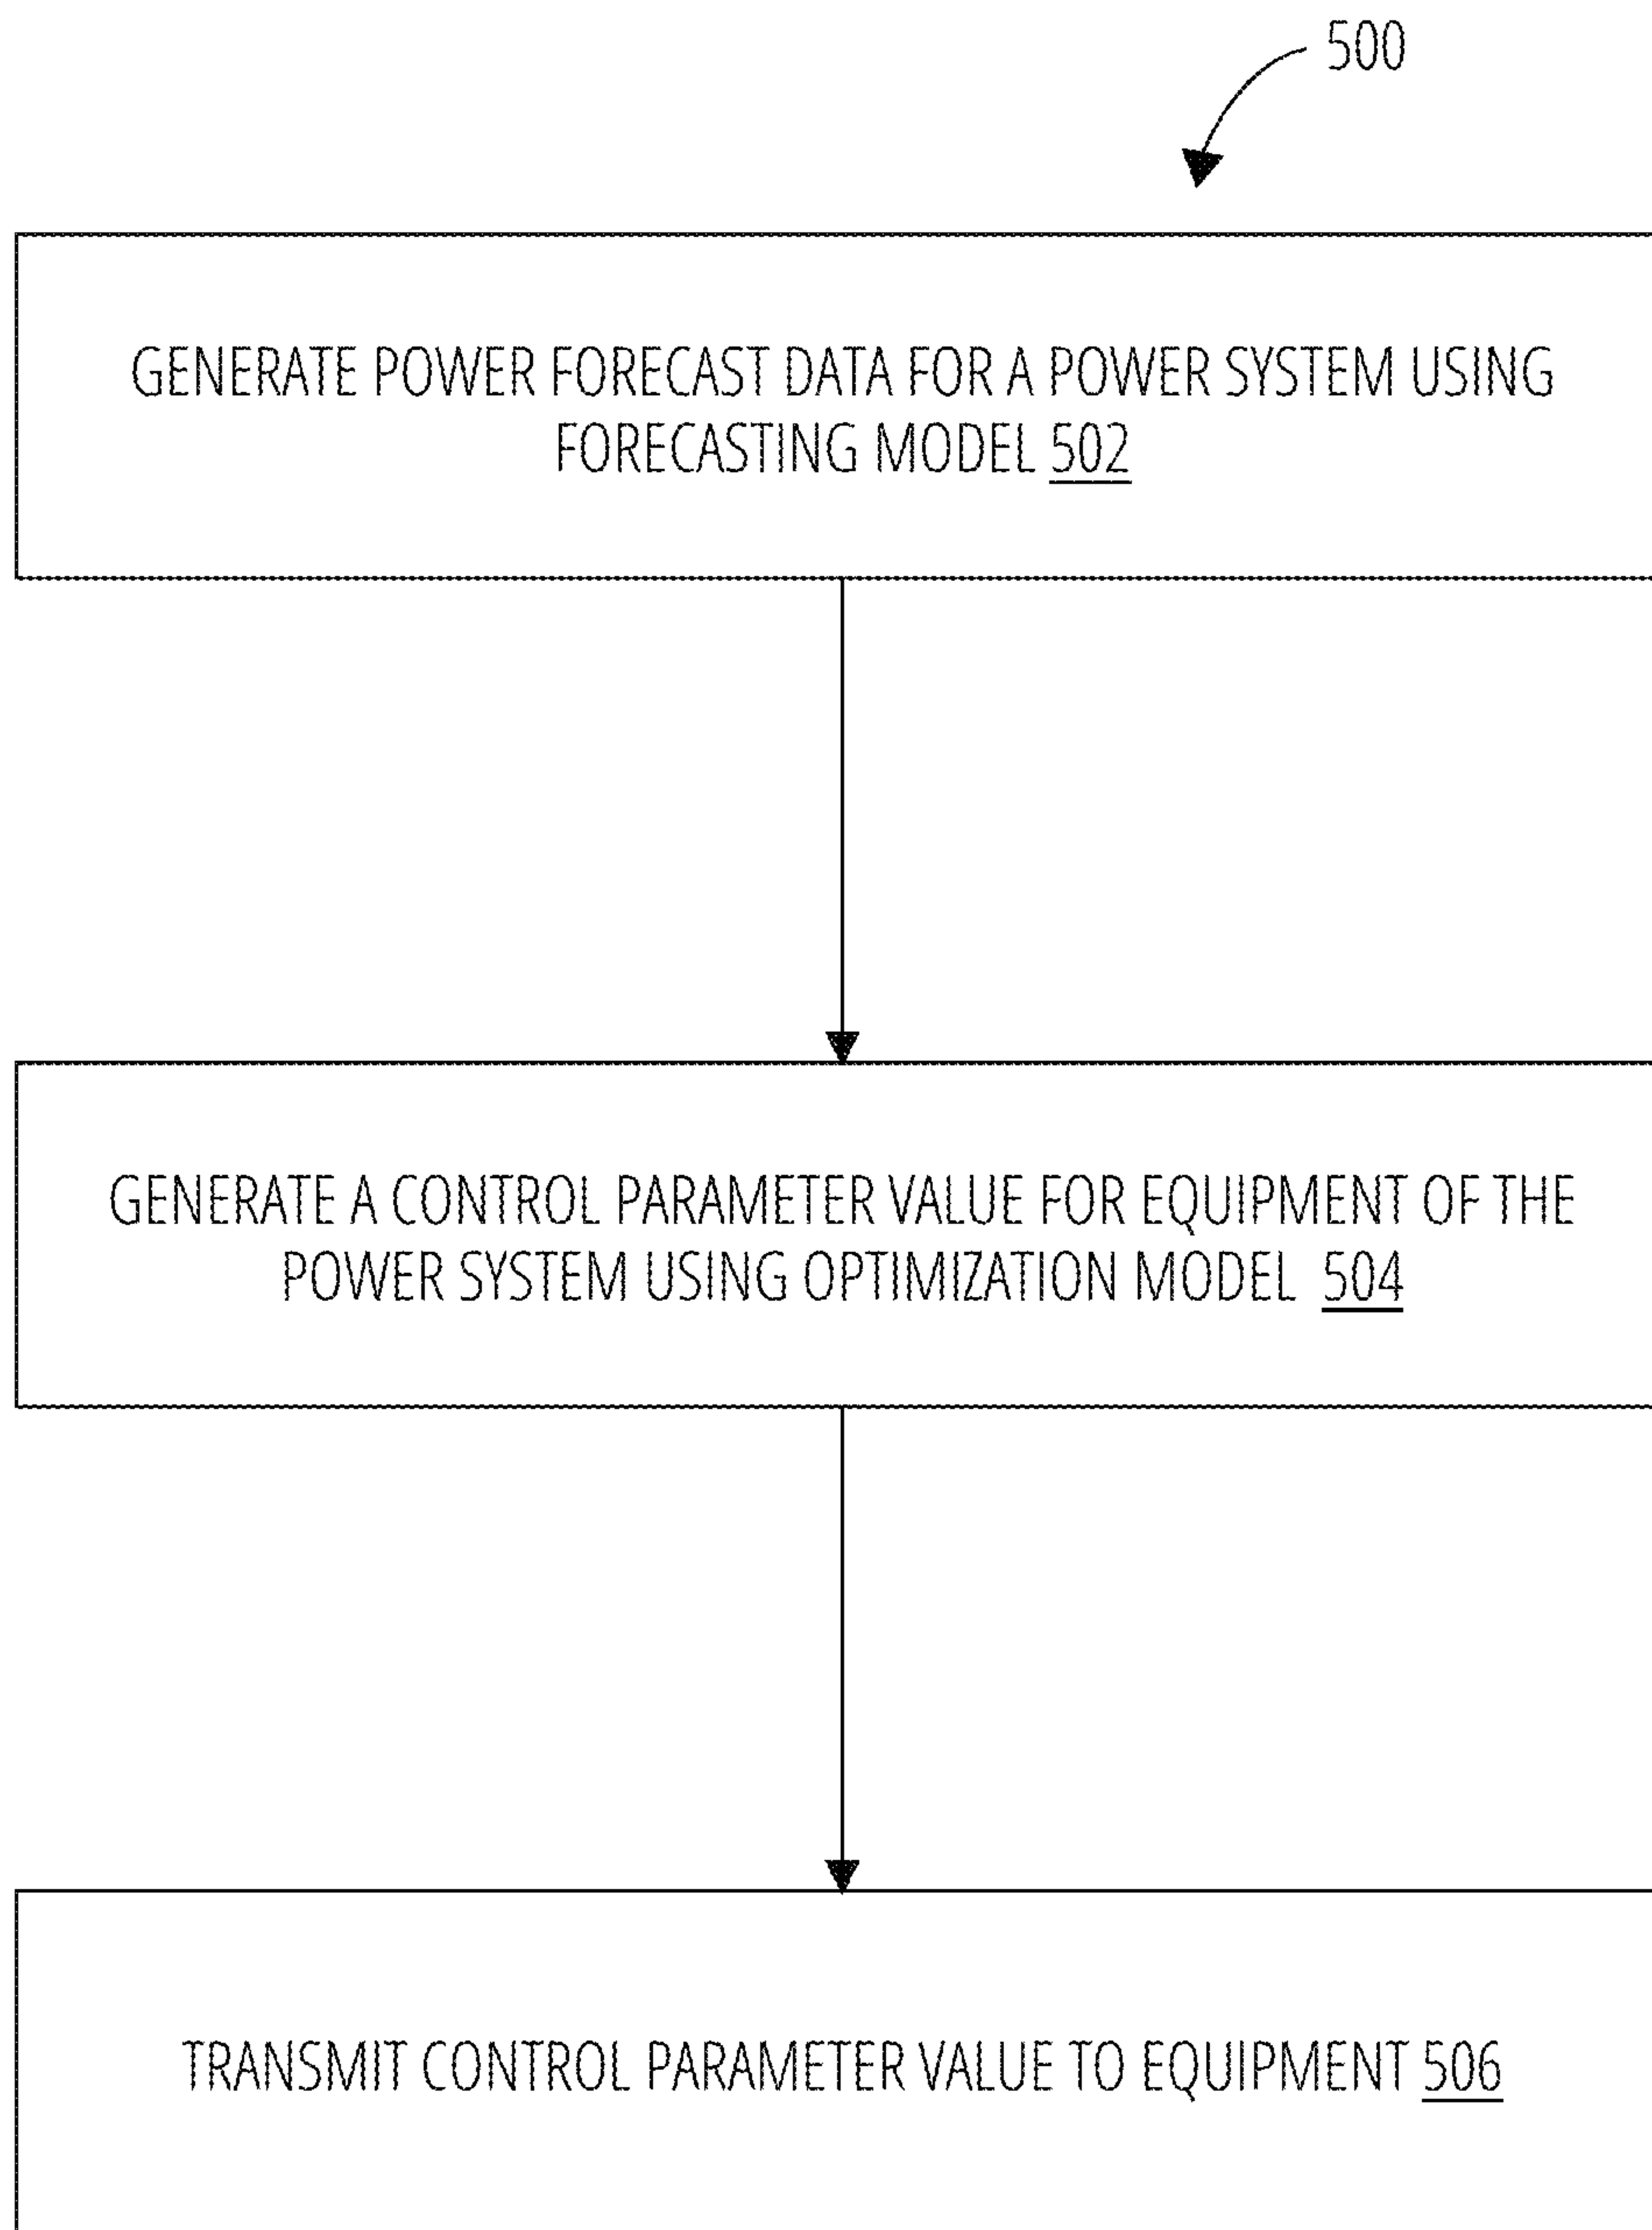 500
GENERATE POWER FORECAST DATA FOR A POWER SYSTEM USING
FORECASTING MODEL 502
GENERATE A CONTROL PARAMETER VALUE FOR EQUIPMENT OF THE
POWER SYSTEM USING OPTIMIZATION MODEL 504
TRANSMIT CONTROL PARAMETER VALUE TO EQUIPMENT 506